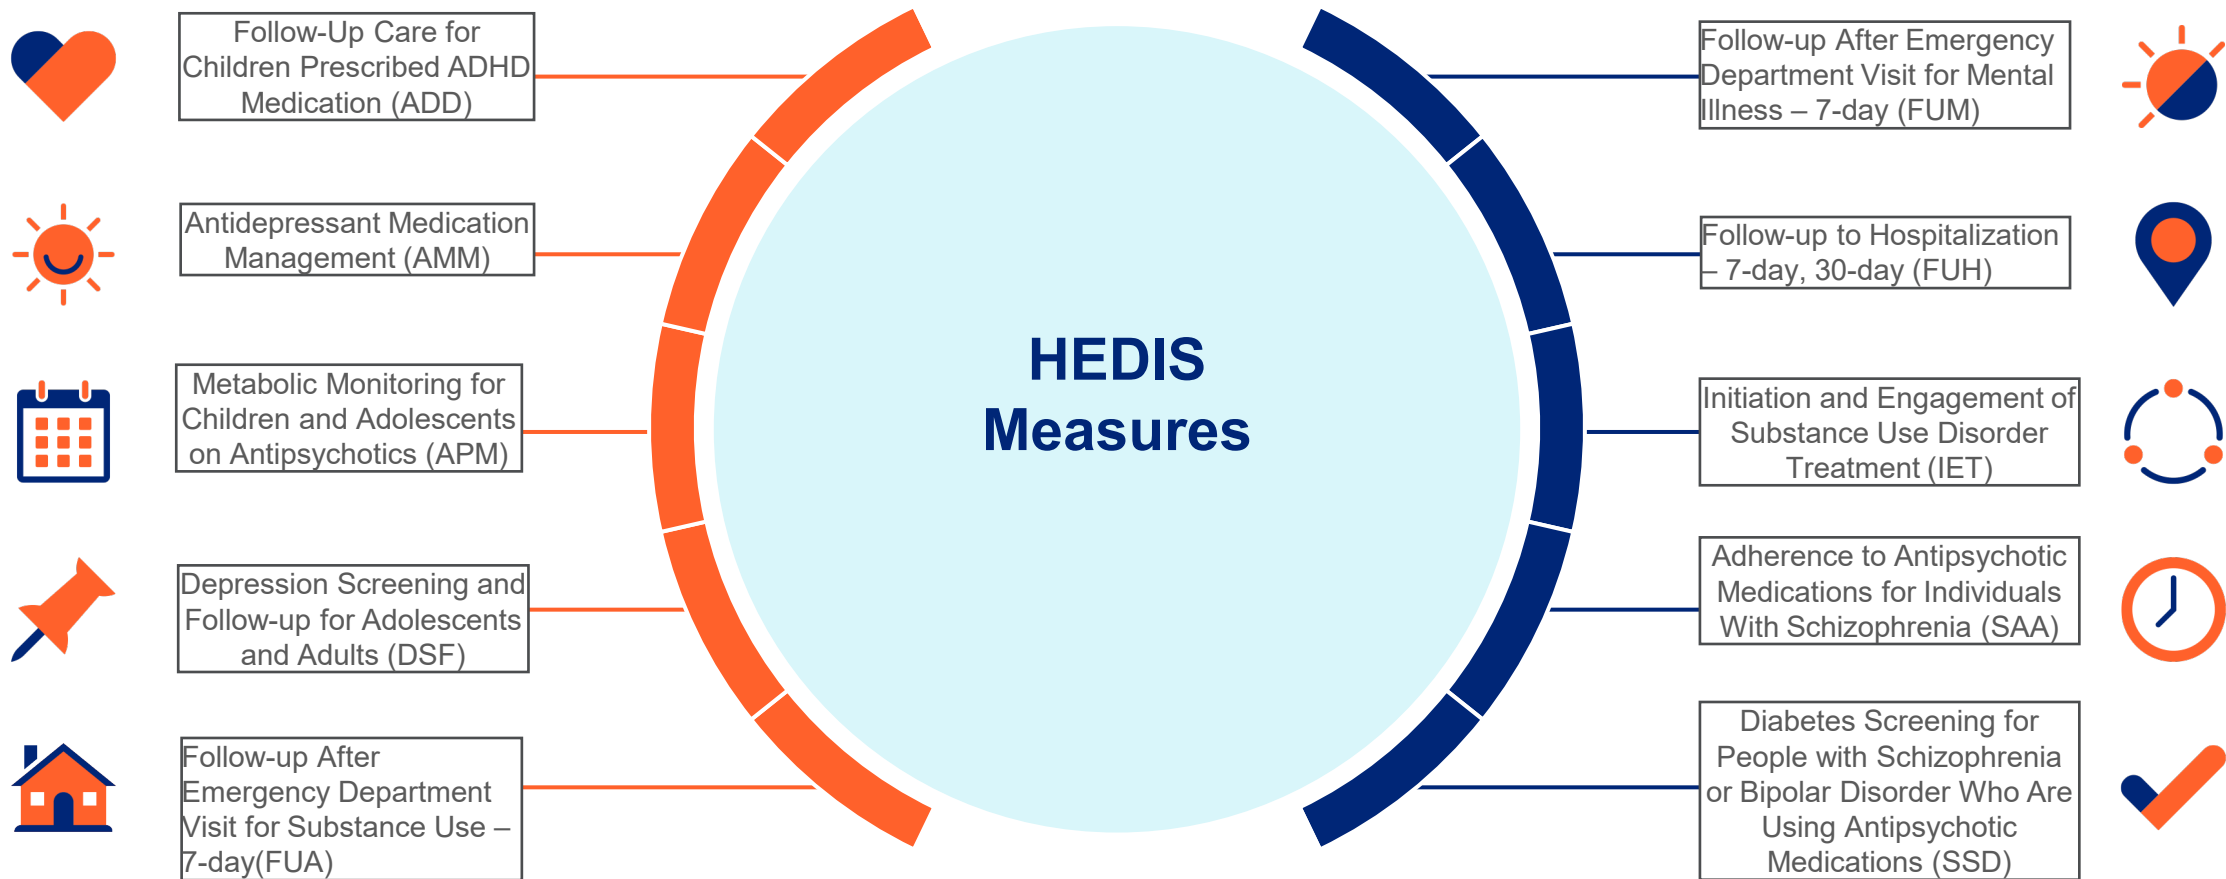 Follow-Up Care for
Children Prescribed ADHD
Medication (ADD)
Antidepressant Medication
Management (AMM)
Metabolic Monitoring for
Children and Adolescents
on Antipsychotics (APM)
Depression Screening and
Follow-up for Adolescents
and Adults (DSF)
Follow-up After
Emergency Department
Visit for Substance Use –
7-day(FUA)
HEDIS
Measures
Follow-up After Emergency
Department Visit for Mental
Illness – 7-day (FUM)
Follow-up to Hospitalization
– 7-day, 30-day (FUH)
Initiation and Engagement of
Substance Use Disorder
Treatment (IET)
Adherence to Antipsychotic
Medications for Individuals
With Schizophrenia (SAA)
Diabetes Screening for
People with Schizophrenia
or Bipolar Disorder Who Are
Using Antipsychotic
Medications (SSD)